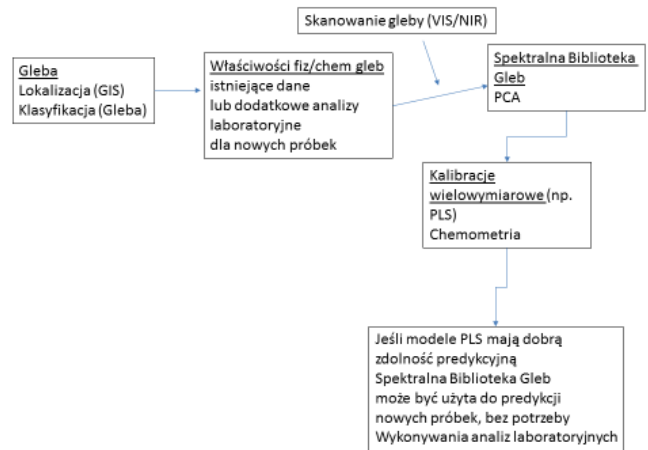 Skanowanie gleby (VIS/NIR)
Gleba
Lokalizacja (GIS)
Klasyfikacja (Gleba)
Właściwości fiz/chem gleb
istniejące dane
lub dodatkowe analizy
laboratoryjne
dla nowych próbek
Spektralna Biblioteka
Gleb
PCA
Kalibracje
wielowymiarowe (np.
PLS)
Chemometria
Jeśli modele PLS mają dobrą
zdolność predykcyjną
Spektralna Biblioteka Gleb
może być użyta do predykcji
nowych próbek, bez potrzeby
Wykonywania analiz laboratoryjnych